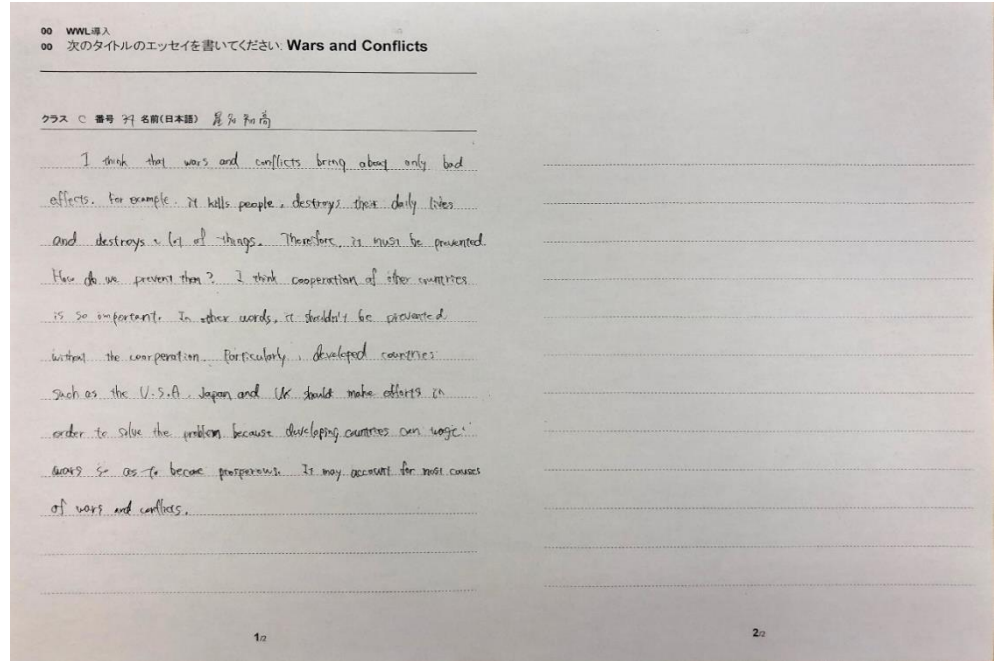 00 WWL導入
00 次のタイトルのエッセイを書いてください: Wars and Conflicts
クラス C 番号 名前(日本語) 尾 知尚
I think that wars and conflicts bring about only bad
effects. For example, it kills people, destroys their daily lives
and destroys a lot of things. Therefore, it must be prevented.
How do we prevent them? I think cooperation of other countries
is so important. In other words, it shouldn't be prevented
without the coorperation. Particularly, developed countries
such as the U.S.A, Japan and UK should make efforts in
order to solve the problem because developing countries can wage
wars so as to become prosperous. It may account for most causes
of wars and conflicts.
1/2
2/2